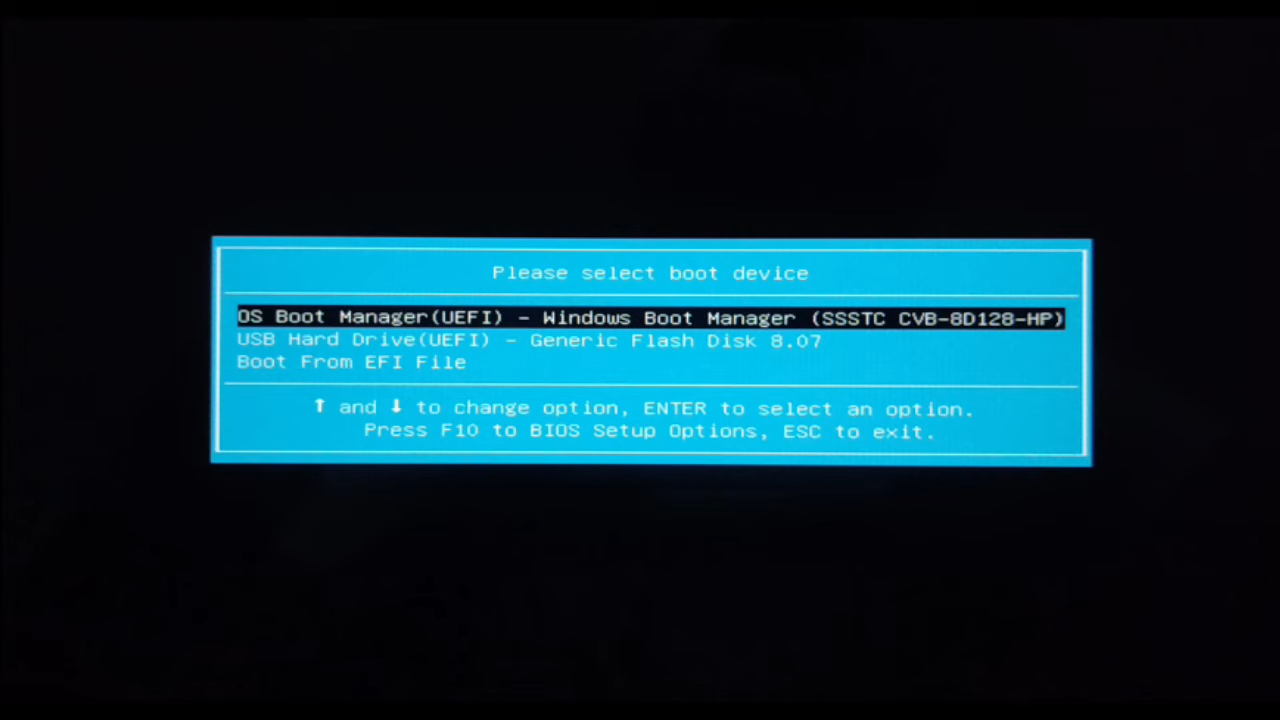 Please select boot device
OS Boot Manager(UEFI) - Windows Boot Manager (SSSTC CVB-8D128-HP)
USB Hard Drive(UEFI) - Generic Flash Disk 8.07
Boot From EFI File
↑ and ↓ to change option, ENTER to select an option.
Press F10 to BIOS Setup Options, ESC to exit.